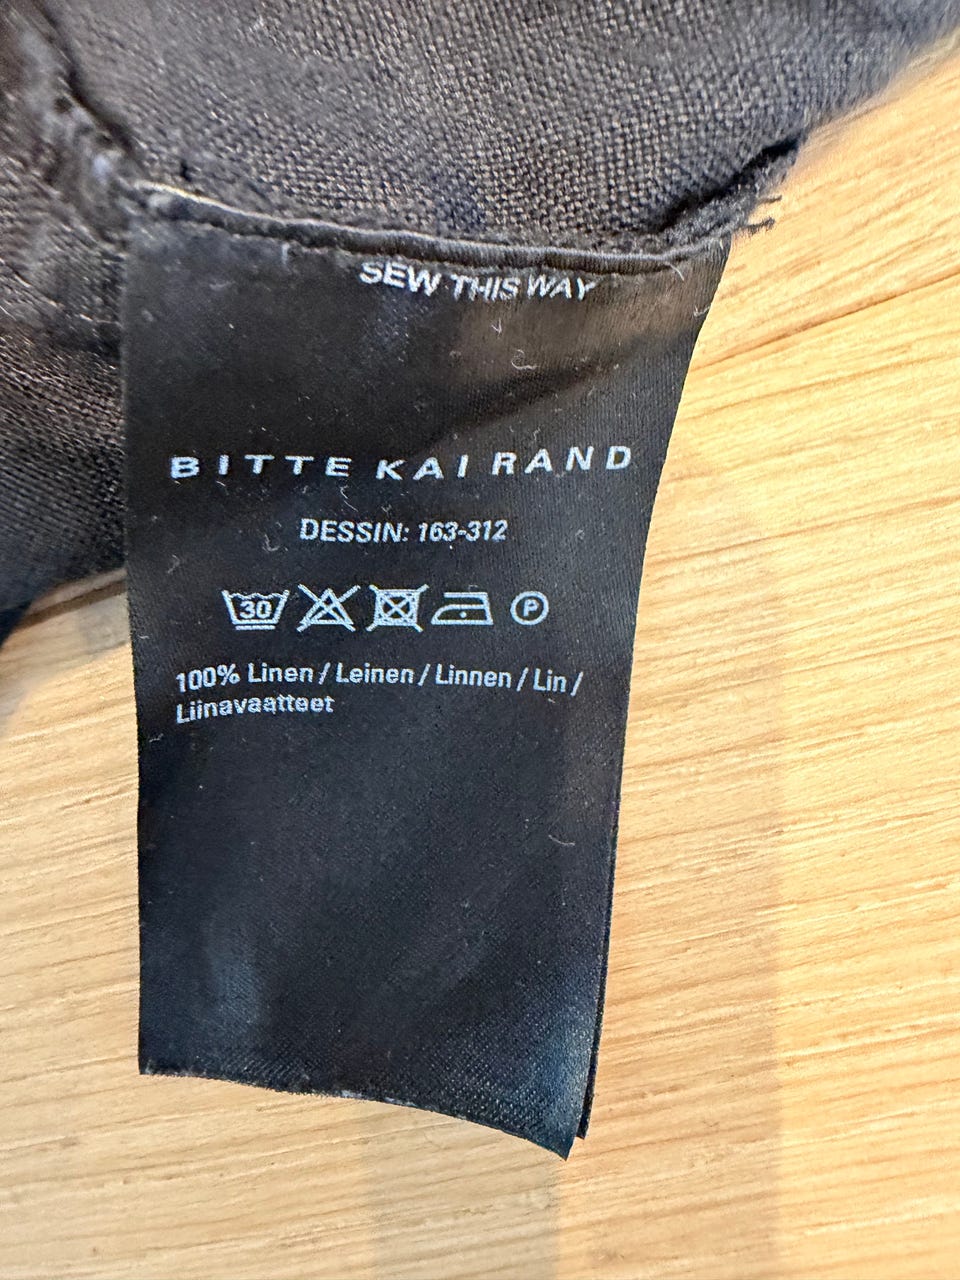 SEW THIS WAY
BITTE KAI RAND
DESSIN: 163-312
30 P
100% Linen / Leinen / Linnen / Lin /
Liinavaatteet